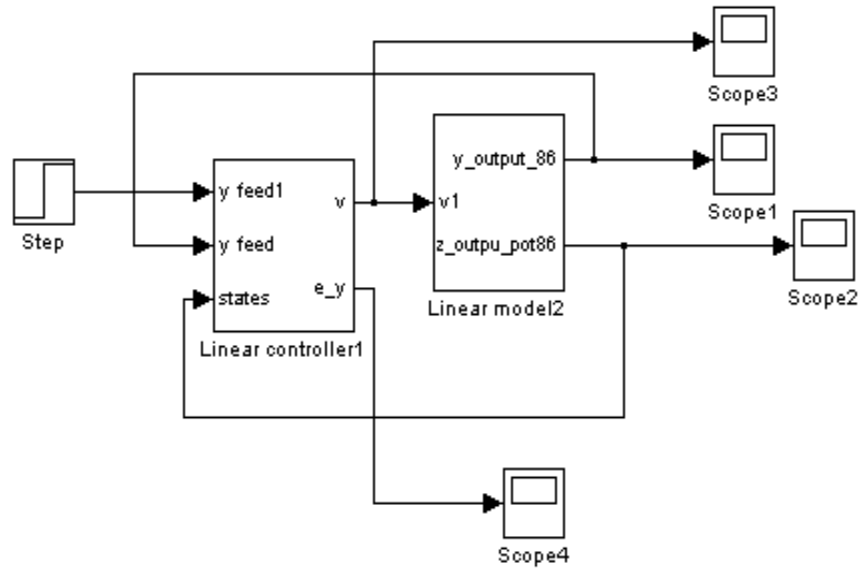 Scope3
y_output_86
y feed1
v
v1
Scope1
Step
y feed
z_outpu_pot86
e_y
states
Linear model2
Scope2
Linear controller1
Scope4